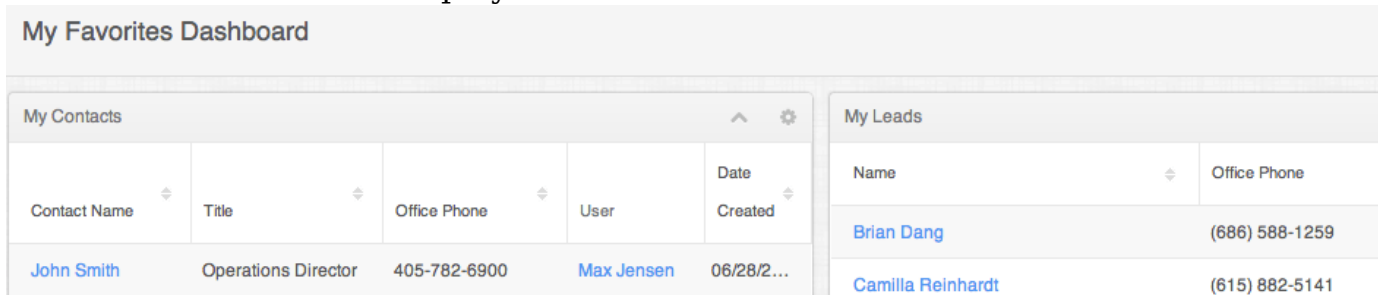 My Favorites Dashboard
My Contacts
Contact Name Title Office Phone User Date Created
John Smith Operations Director 405-782-6900 Max Jensen 06/28/2...
My Leads
Name Office Phone
Brian Dang (686) 588-1259
Camilla Reinhardt (615) 882-5141